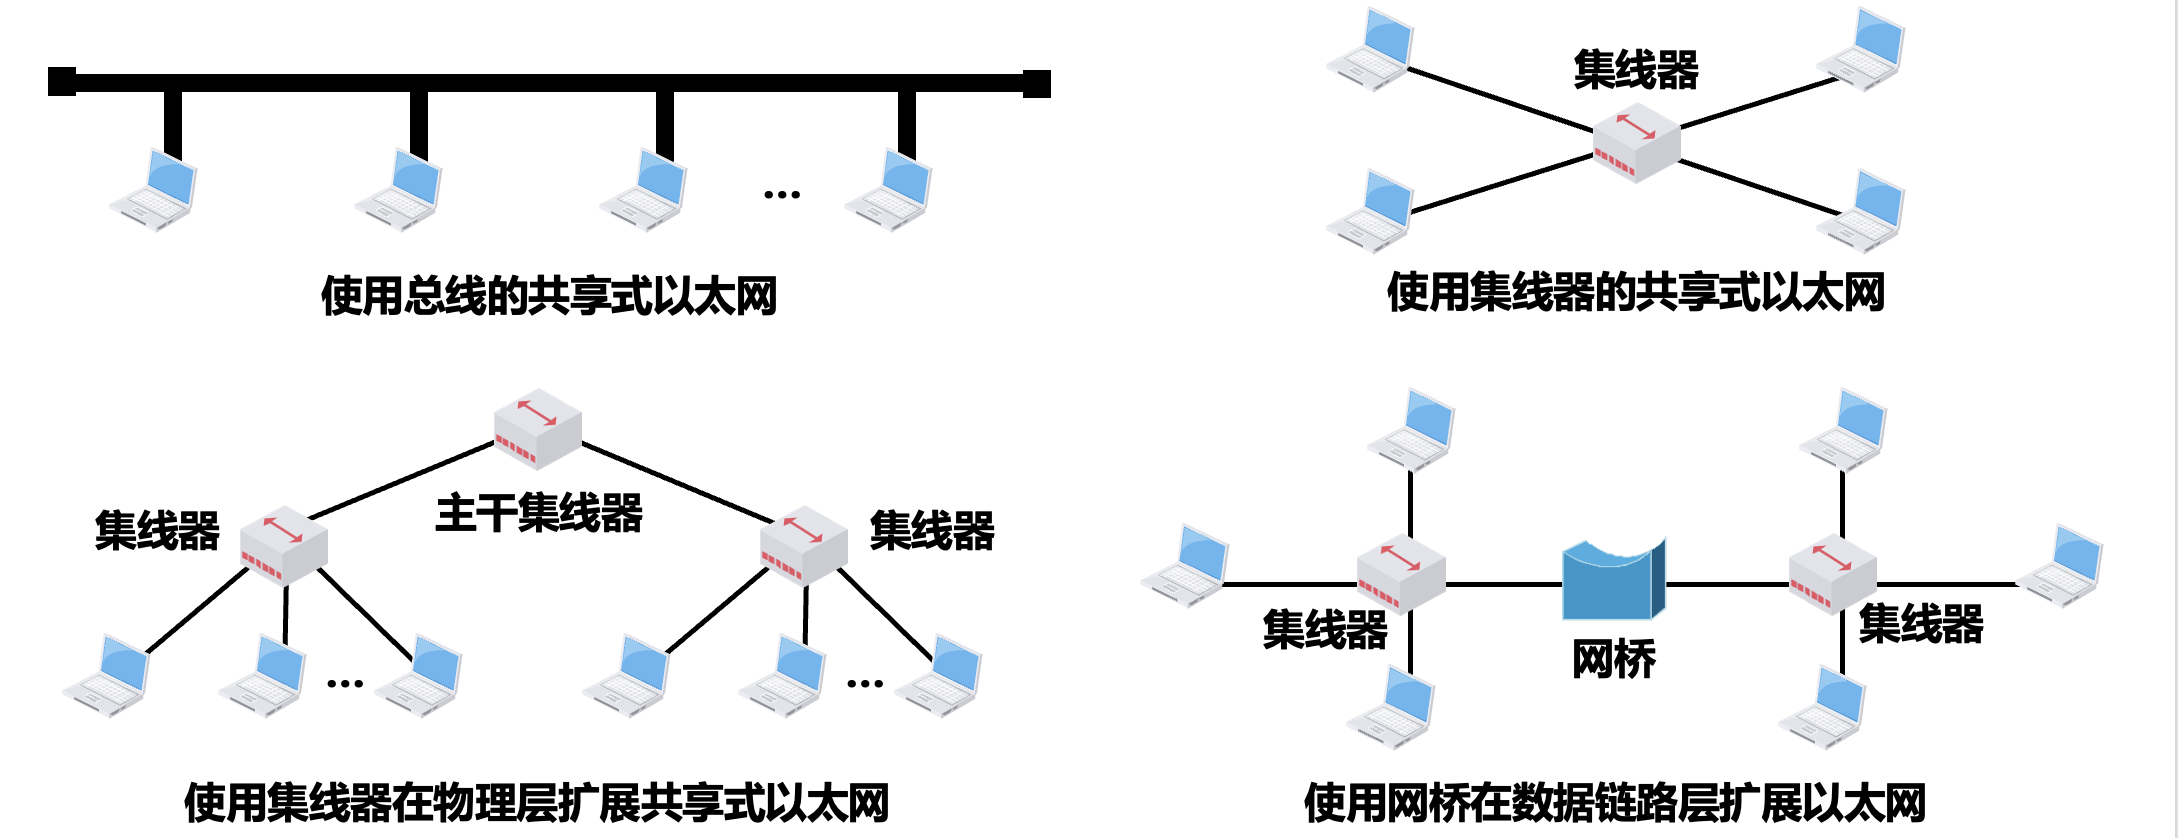 ...
使用总线的共享式以太网
集线器
使用集线器的共享式以太网
主干集线器
集线器
集线器
...
...
使用集线器在物理层扩展共享式以太网
集线器
集线器
网桥
使用网桥在数据链路层扩展以太网